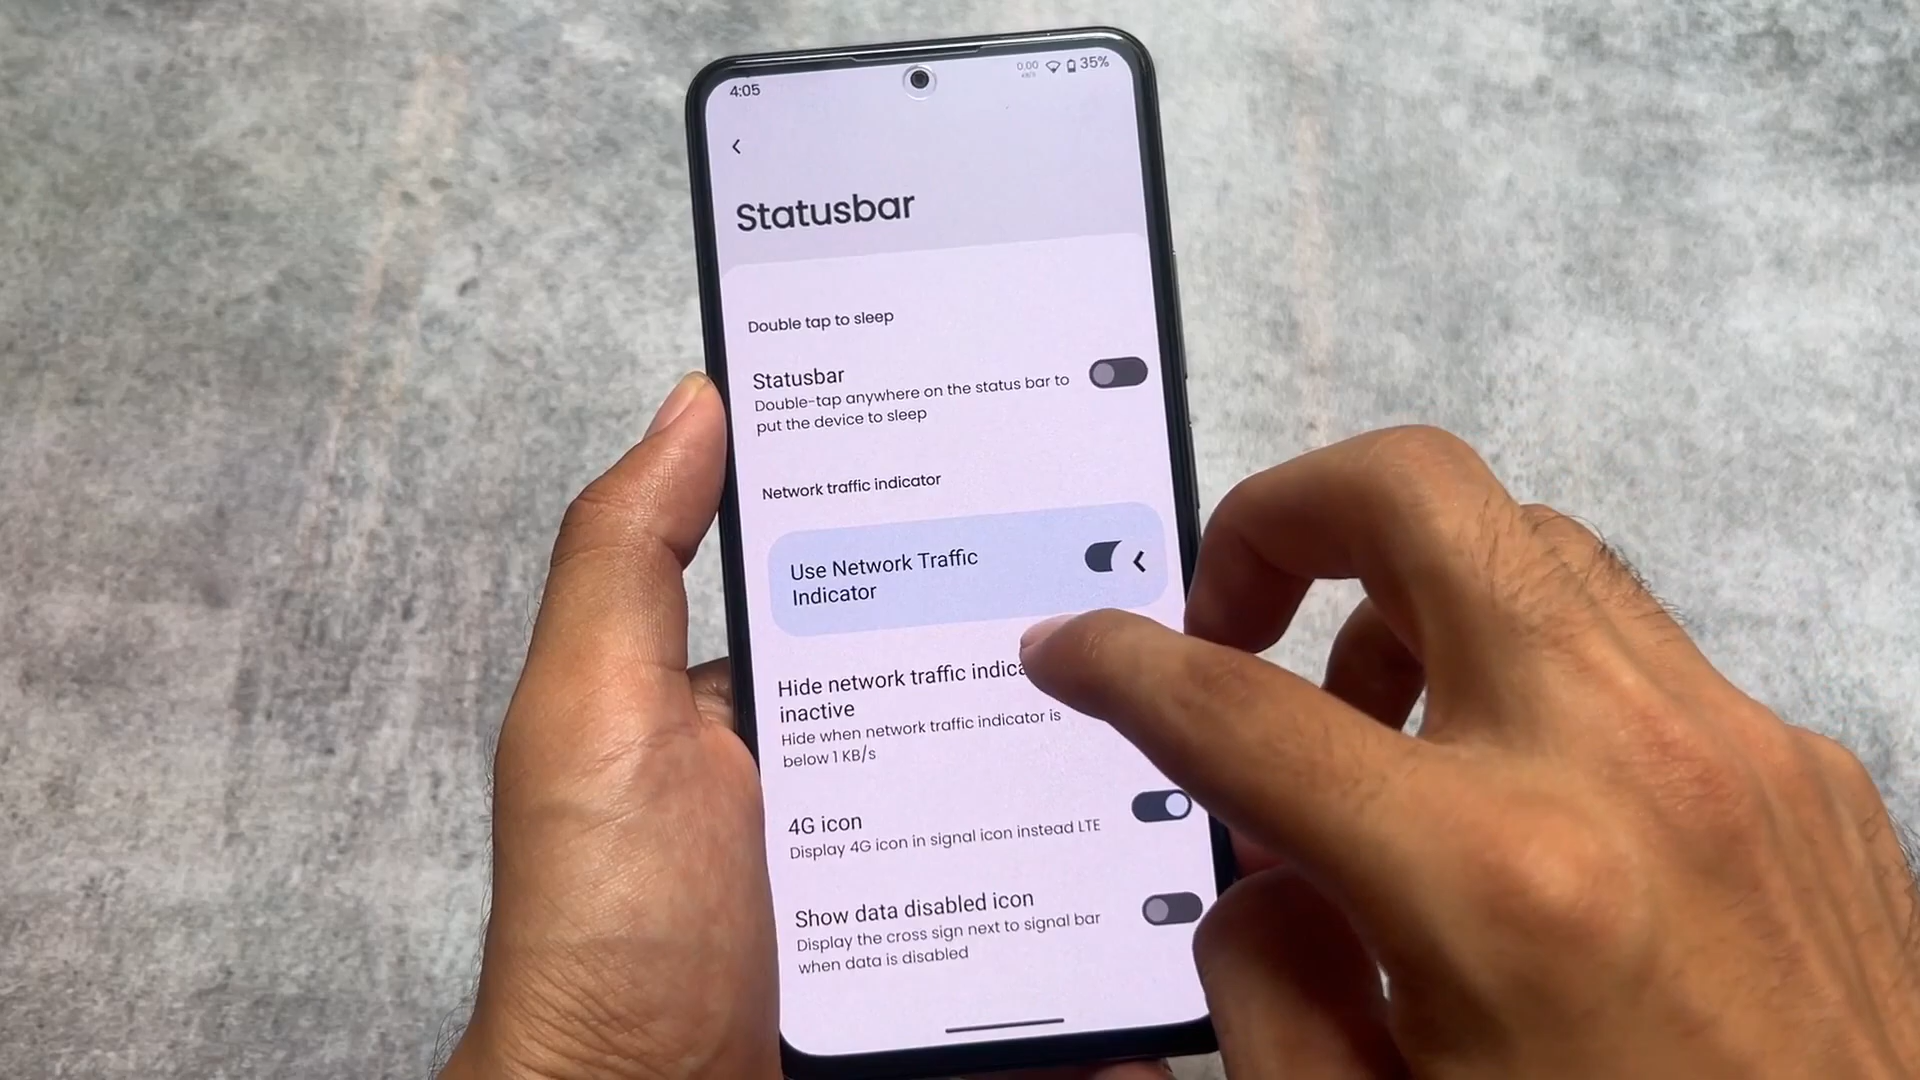 4:05
0.00
KB/S
35%
Statusbar
Double tap to sleep
Statusbar
Double-tap anywhere on the status bar to
put the device to sleep
Network traffic indicator
Use Network Traffic
Indicator
Hide network traffic
inactive
Hide when network traffic indicator is
below 1 KB/s
4G icon
Display 4G icon in signal icon instead LTE
Show data disabled icon
Display the cross sign next to signal bar
when data is disabled